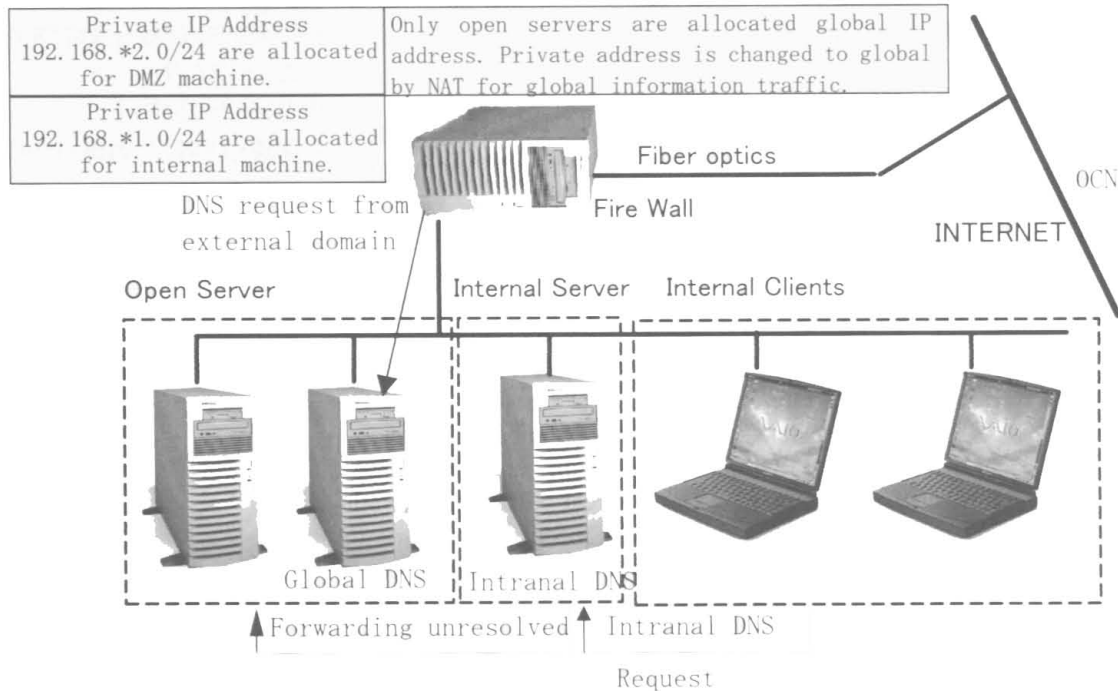 Private IP Address
192.168.*2.0/24 are allocated
for DMZ machine.
Only open servers are allocated global IP
address. Private address is changed to global
by NAT for global information traffic.
Private IP Address
192.168.*1.0/24 are allocated
for internal machine.
Fiber optics
OCN
DNS request from
external domain
Fire Wall
INTERNET
Open Server
Internal Server
Internal Clients
VAIO
VAIO
Global DNS
Intranal DNS
Forwarding unresolved
Intranal DNS
Request